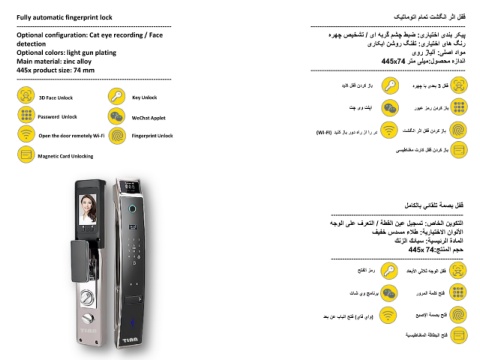 Fully automatic fingerprint lock
Optional configuration: Cat eye recording / Face
detection
Optional colors: light gun plating
Main material: zinc alloy
445x product size: 74 mm
3D Face Unlock
Key Unlock
Password Unlock
WeChat Applet
Open the door remotely Wi-Fi
Fingerprint Unlock
Magnetic Card Unlocking
قفل اثر انگشت تمام اتوماتیک
پیکر بندی اختیاری: ضبط چشم گربه ای / تشخیص چهره
رنگ های اختیاری: تفنگ روشن ابکاری
مواد اصلی: آلیاژ روی
اندازه محصول:میلی متر 445x74
قفل 3 بعدی با چهره
باز کردن قفل کلید
باز کردن رمز عبور
اپلت وی چت
باز کردن قفل اثر انگشت
در را از راه دور باز کنید (Wi-Fi)
باز کردن قفل کارت مغناطیسی
قفل بصمة تلقائي بالكامل
التكوين الخاص: تسجيل عين القطة / التعرف على الوجه
الألوان الاختيارية: طلاء مسدس خفيف
المادة الرئيسية: سبائك الزنك
حجم المنتج:74 445x
قفل الوجه ثلاثي الأبعاد
رمز الفتح
فتح كلمة المرور
برنامج وي شات
فتح بصمة الإصبع
(واي فاي) فتح الباب عن بعد
فتح البطاقة المغناطيسية
TIBA